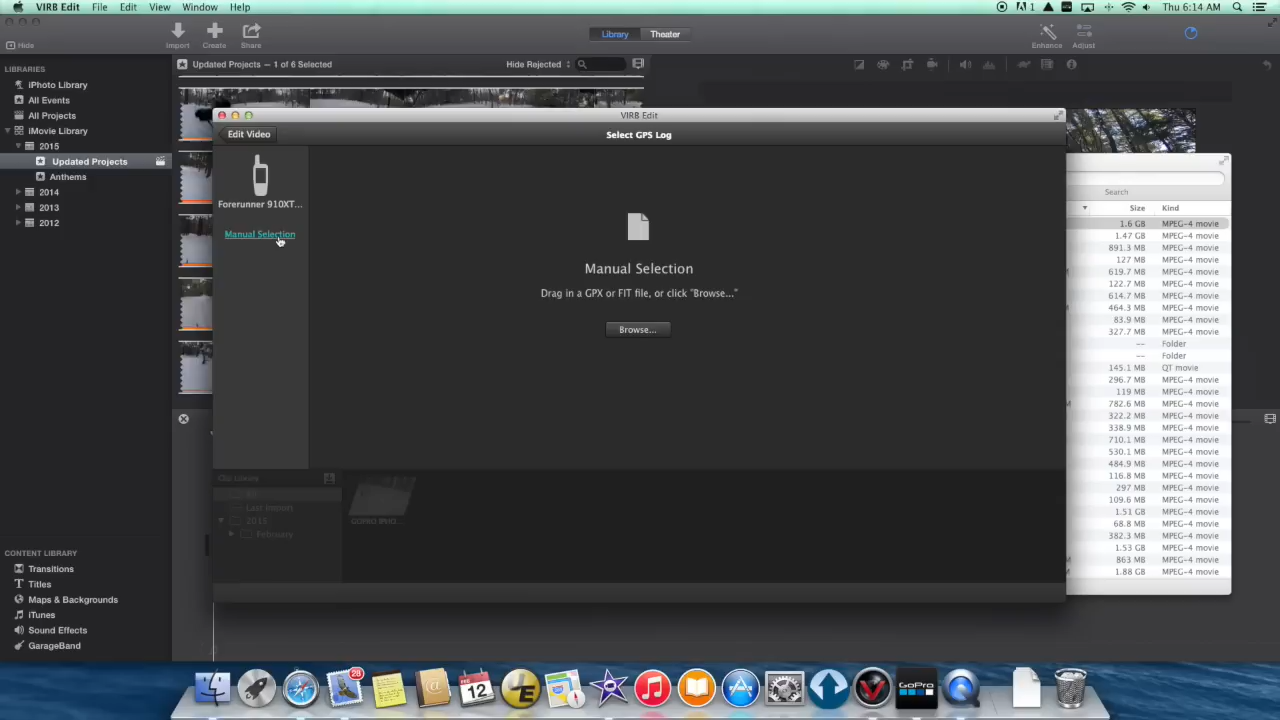 VIRB Edit File Edit View Window Help
1 Thu 6:14 AM
Hide
Import Create Share
Library Theater
Enhance Adjust
LIBRARIES
iPhoto Library
All Events
All Projects
iMovie Library
2015
Updated Projects
Anthems
2014
2013
2012
Updated Projects — 1 of 6 Selected
Hide Rejected
VIRB Edit
Edit Video
Select GPS Log
Forerunner 910XT...
Manual Selection
Manual Selection
Drag in a GPX or FIT file, or click "Browse..."
Browse...
Clip Library
All
Last Import
2015
February
Search
Size Kind
1.6 GB MPEG-4 movie
1.47 GB MPEG-4 movie
891.3 MB MPEG-4 movie
127 MB MPEG-4 movie
619.7 MB MPEG-4 movie
122.7 MB MPEG-4 movie
614.7 MB MPEG-4 movie
464.3 MB MPEG-4 movie
83.9 MB MPEG-4 movie
327.7 MB MPEG-4 movie
-- Folder
-- Folder
145.1 MB QT movie
296.7 MB MPEG-4 movie
119 MB MPEG-4 movie
782.6 MB MPEG-4 movie
322.2 MB MPEG-4 movie
338.9 MB MPEG-4 movie
710.1 MB MPEG-4 movie
530.1 MB MPEG-4 movie
484.9 MB MPEG-4 movie
116.8 MB MPEG-4 movie
297 MB MPEG-4 movie
109.6 MB MPEG-4 movie
1.51 GB MPEG-4 movie
68.8 MB MPEG-4 movie
382.3 MB MPEG-4 movie
1.53 GB MPEG-4 movie
863 MB MPEG-4 movie
1.88 GB MPEG-4 movie
CONTENT LIBRARY
Transitions
Titles
Maps & Backgrounds
iTunes
Sound Effects
GarageBand
28
FEB
12
GoPro